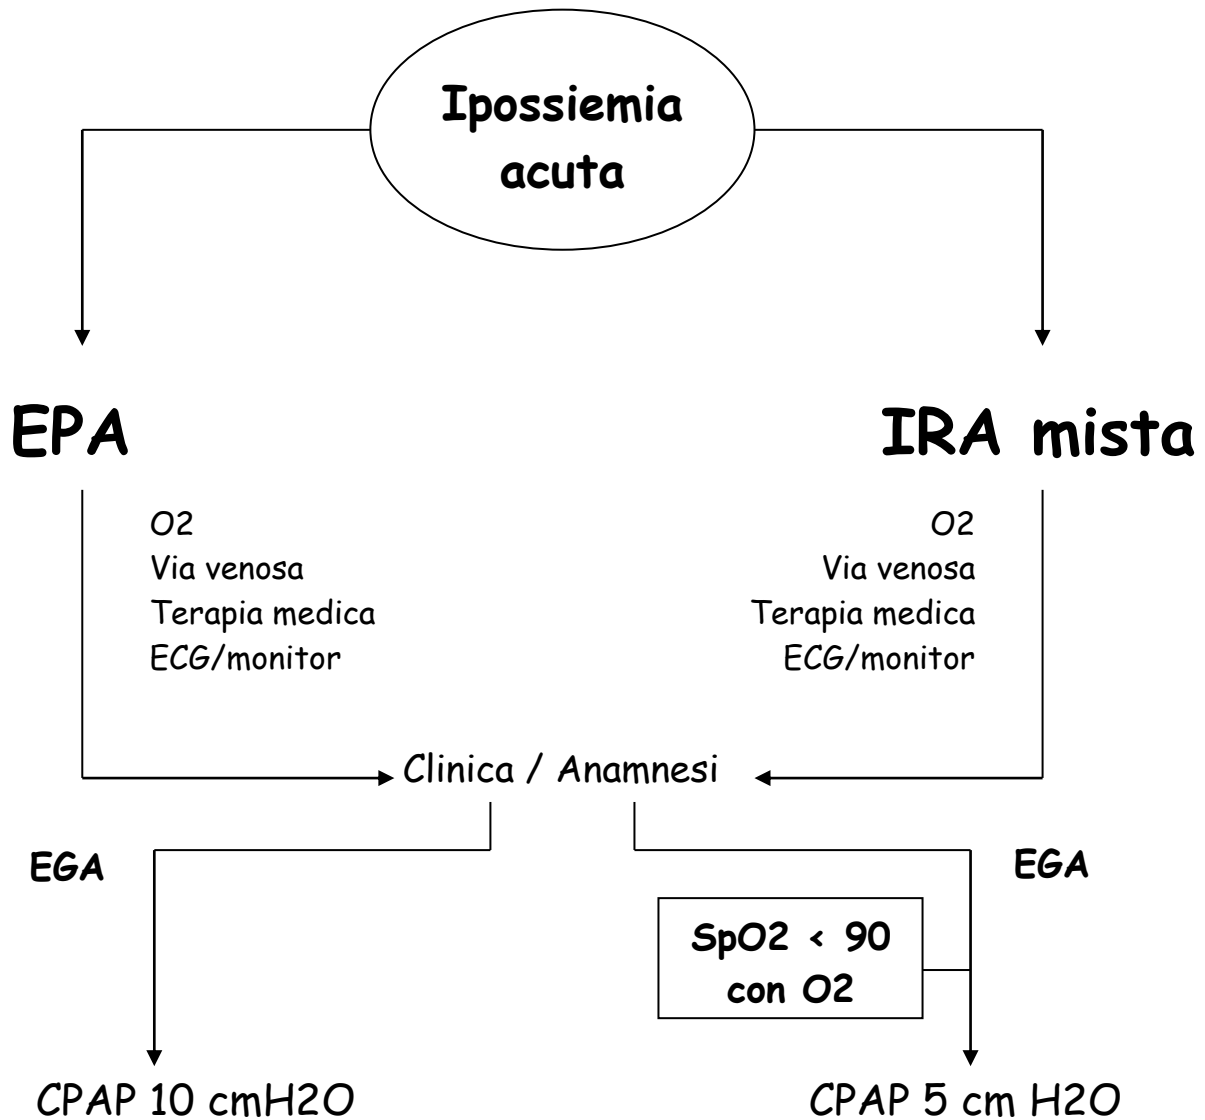 Ipossiemia
acuta
EPA
IRA mista
O2
Via venosa
Terapia medica
ECG/monitor
O2
Via venosa
Terapia medica
ECG/monitor
Clinica / Anamnesi
EGA
EGA
SpO2 < 90
con O2
CPAP 10 cmH2O
CPAP 5 cm H2O